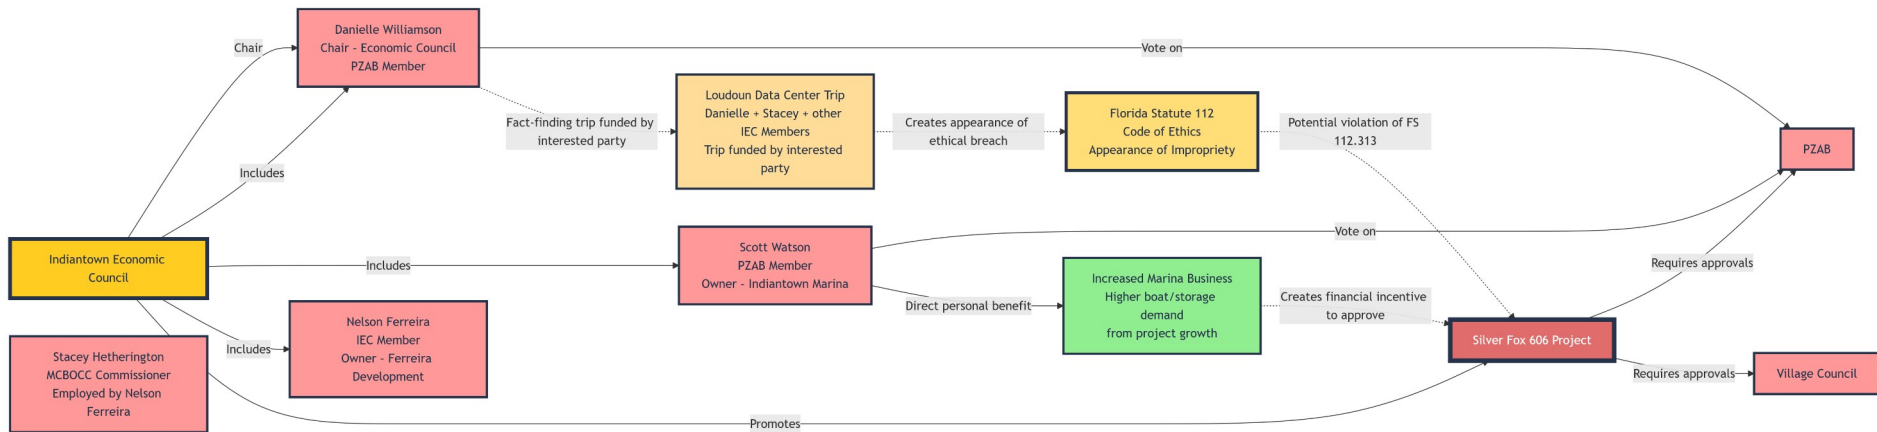 Danielle Williamson
Chair - Economic Council
PZAB Member
Chair
Vote on
Loudoun Data Center Trip
Danielle + Stacey + other
IEC Members
Trip funded by interested
party
Fact-finding trip funded by
interested party
Creates appearance of
ethical breach
Florida Statute 112
Code of Ethics
Appearance of Impropriety
Potential violation of FS
112.313
PZAB
Includes
Indiantown Economic
Council
Includes
Scott Watson
PZAB Member
Owner - Indiantown Marina
Vote on
Requires approvals
Direct personal benefit
Increased Marina Business
Higher boat/storage
demand
from project growth
Creates financial incentive
to approve
Silver Fox 606 Project
Nelson Ferreira
IEC Member
Owner - Ferreira
Development
Includes
Stacey Hetherington
MCBOCC Commissioner
Employed by Nelson
Ferreira
Requires approvals
Village Council
Promotes